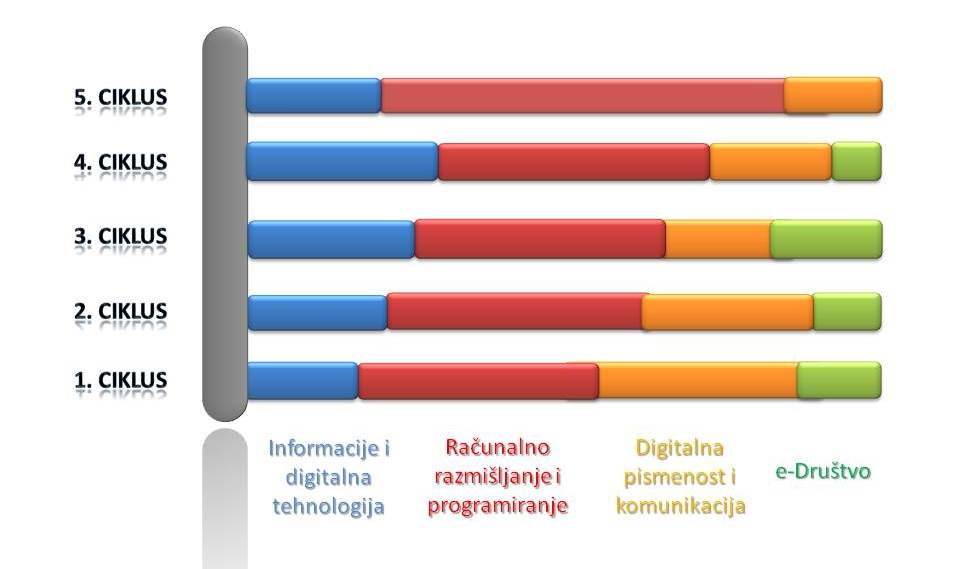 5. CIKLUS
4. CIKLUS
3. CIKLUS
2. CIKLUS
1. CIKLUS
Informacije i
digitalna
tehnologija
Računalno
razmišljanje i
programiranje
Digitalna
pismenost i
komunikacija
e-Društvo